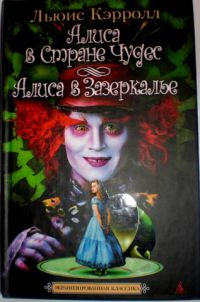 Льюис Кэрролл
Алиса
в Стране Чудес
Алиса в Зазеркалье
ЭКРАНИЗИРОВАННАЯ КЛАССИКА